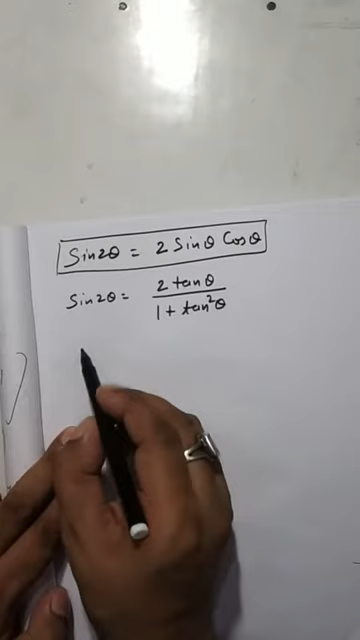 Sin2θ = 2 Sinθ Cosθ
Sin2θ = 2 tanθ / 1 + tan²θ